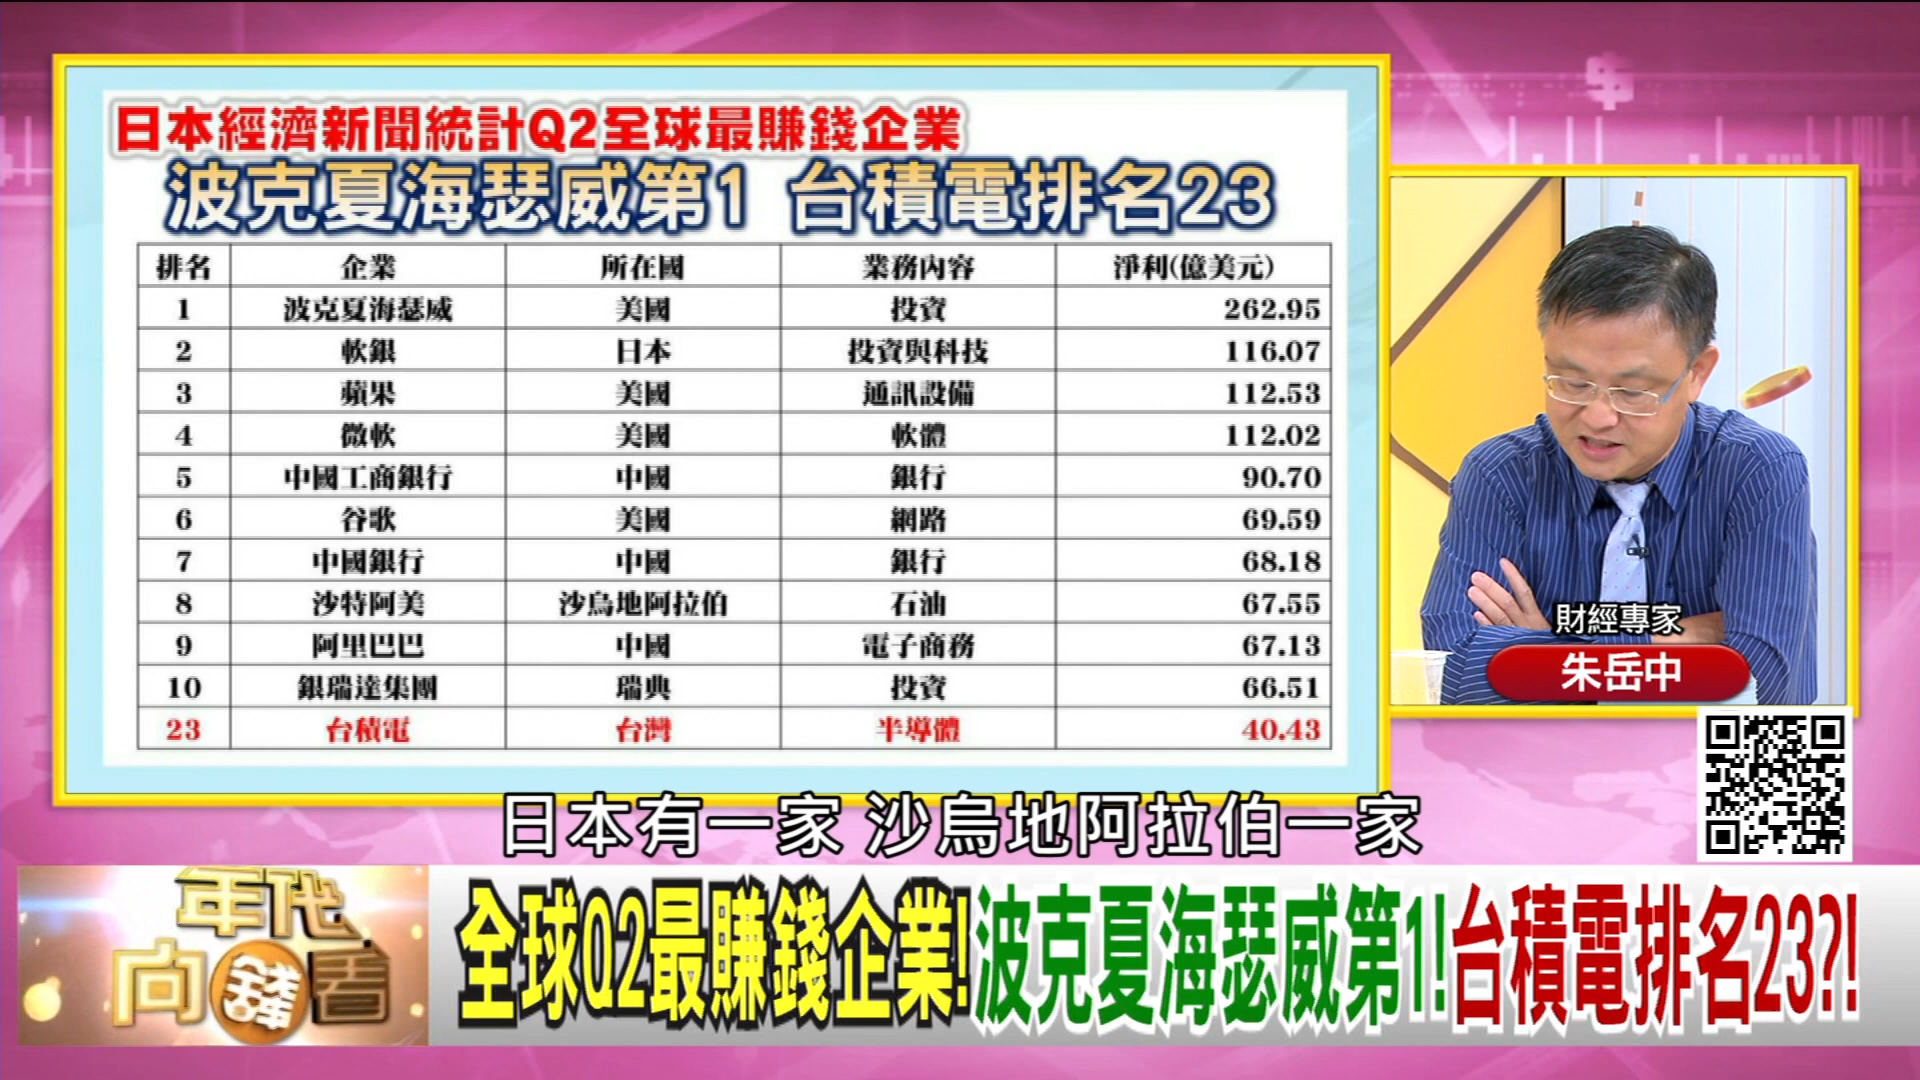 日本經濟新聞統計Q2全球最賺錢企業
波克夏海瑟威第1 台積電排名23
排名 企業 所在國 業務內容 淨利(億美元)
1 波克夏海瑟威 美國 投資 262.95
2 軟銀 日本 投資與科技 116.07
3 蘋果 美國 通訊設備 112.53
4 微軟 美國 軟體 112.02
5 中國工商銀行 中國 銀行 90.70
6 谷歌 美國 網路 69.59
7 中國銀行 中國 銀行 68.18
8 沙特阿美 沙烏地阿拉伯 石油 67.55
9 阿里巴巴 中國 電子商務 67.13
10 銀瑞達集團 瑞典 投資 66.51
23 台積電 台灣 半導體 40.43
財經專家
朱岳中
日本有一家 沙烏地阿拉伯一家
年代
向錢看
全球Q2最賺錢企業!波克夏海瑟威第1!台積電排名23?!